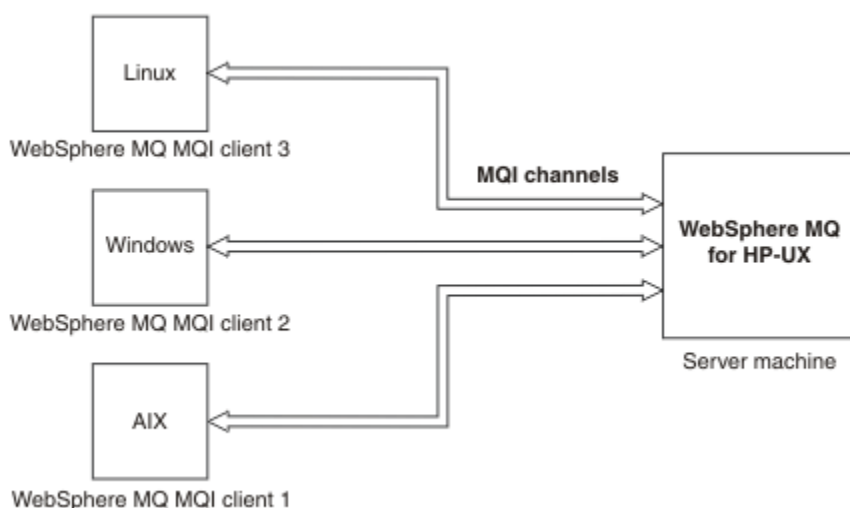 Linux
WebSphere MQ MQI client 3
MQI channels
WebSphere MQ
for HP-UX
Windows
WebSphere MQ MQI client 2
Server machine
AIX
WebSphere MQ MQI client 1